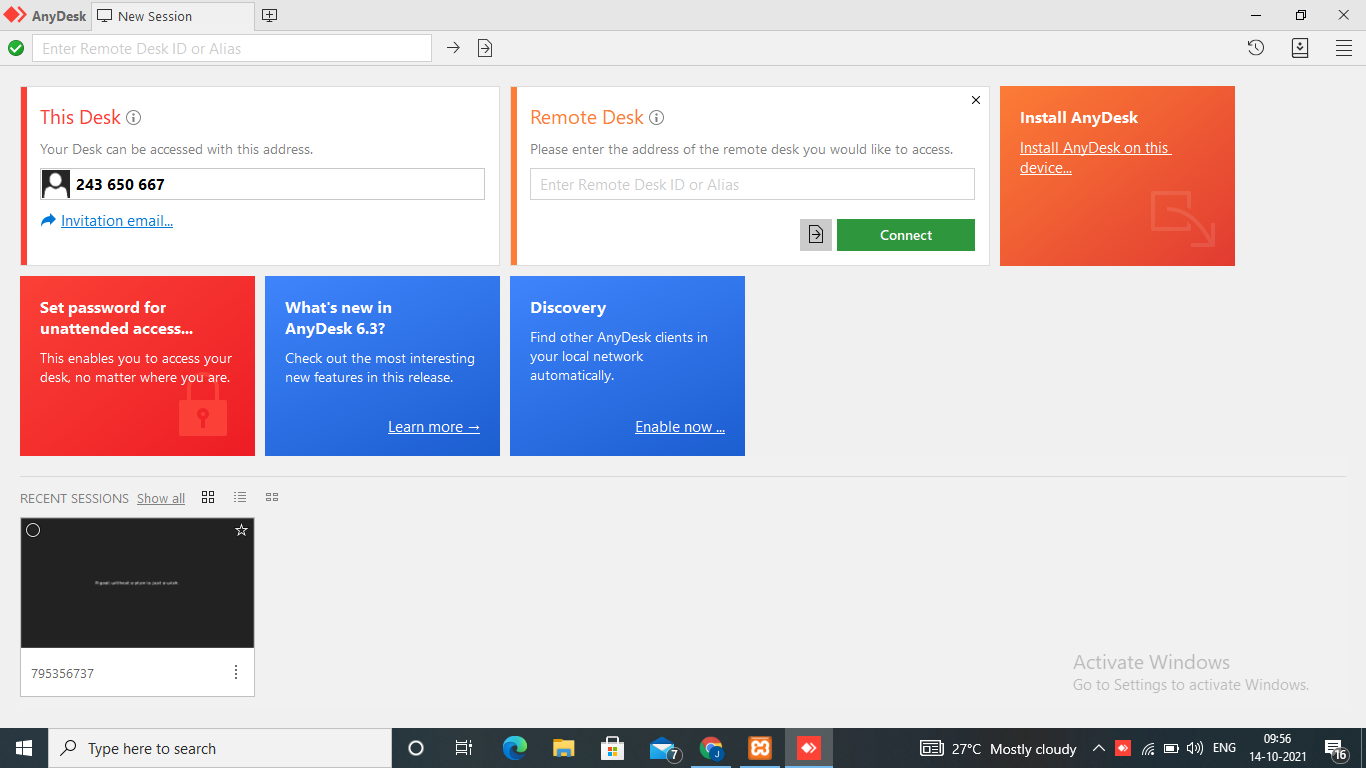 AnyDesk
New Session
Enter Remote Desk ID or Alias
This Desk
Your Desk can be accessed with this address.
243 650 667
Invitation email...
Remote Desk
Please enter the address of the remote desk you would like to access.
Enter Remote Desk ID or Alias
Connect
Install AnyDesk
Install AnyDesk on this
device...
Set password for
unattended access...
This enables you to access your
desk, no matter where you are.
What's new in
AnyDesk 6.3?
Check out the most interesting
new features in this release.
Learn more →
Discovery
Find other AnyDesk clients in
your local network
automatically.
Enable now ...
RECENT SESSIONS Show all
A goal without a plan is just a wish.
795356737
Activate Windows
Go to Settings to activate Windows.
Type here to search
7
J
27°C Mostly cloudy
ENG
09:56
14-10-2021
16